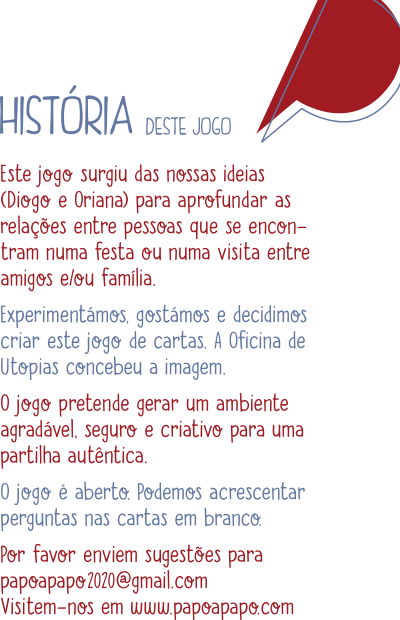 HISTÓRIA DESTE JOGO
Este jogo surgiu das nossas ideias
(Diogo e Oriana) para aprofundar as
relações entre pessoas que se encon-
tram numa festa ou numa visita entre
amigos e/ou família.
Experimentámos, gostámos e decidimos
criar este jogo de cartas. A Oficina de
Utopias concebeu a imagem.
O jogo pretende gerar um ambiente
agradável, seguro e criativo para uma
partilha autêntica.
O jogo é aberto. Podemos acrescentar
perguntas nas cartas em branco.
Por favor enviem sugestões para
papoapapo2020@gmail.com
Visitem-nos em www.papoapapo.com